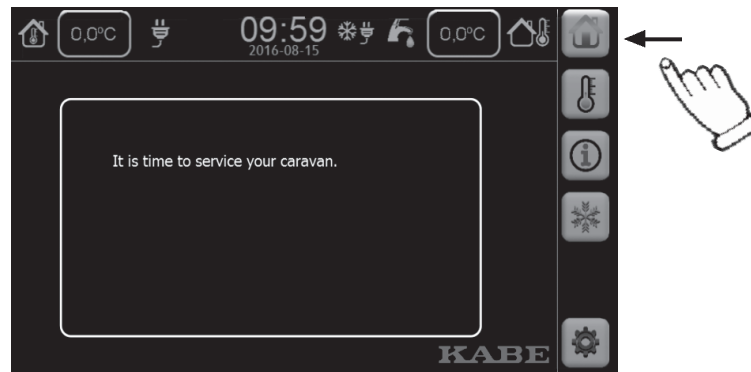 0,0°C
09:59
2016-08-15
0,0°C
It is time to service your caravan.
KABE